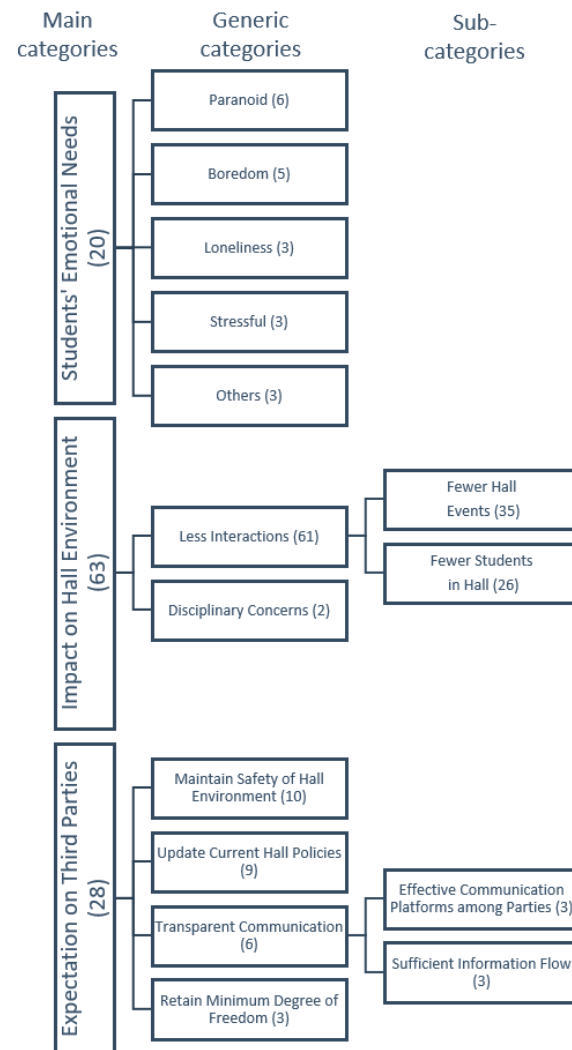 Main
categories
Generic
categories
Sub-
categories
Students' Emotional Needs
(20)
Paranoid (6)
Boredom (5)
Loneliness (3)
Stressful (3)
Others (3)
Impact on Hall Environment
(63)
Less Interactions (61)
Disciplinary Concerns (2)
Fewer Hall
Events (35)
Fewer Students
in Hall (26)
Expectation on Third Parties
(28)
Maintain Safety of Hall
Environment (10)
Update Current Hall Policies
(9)
Transparent Communication
(6)
Retain Minimum Degree of
Freedom (3)
Effective Communication
Platforms among Parties (3)
Sufficient Information Flow
(3)